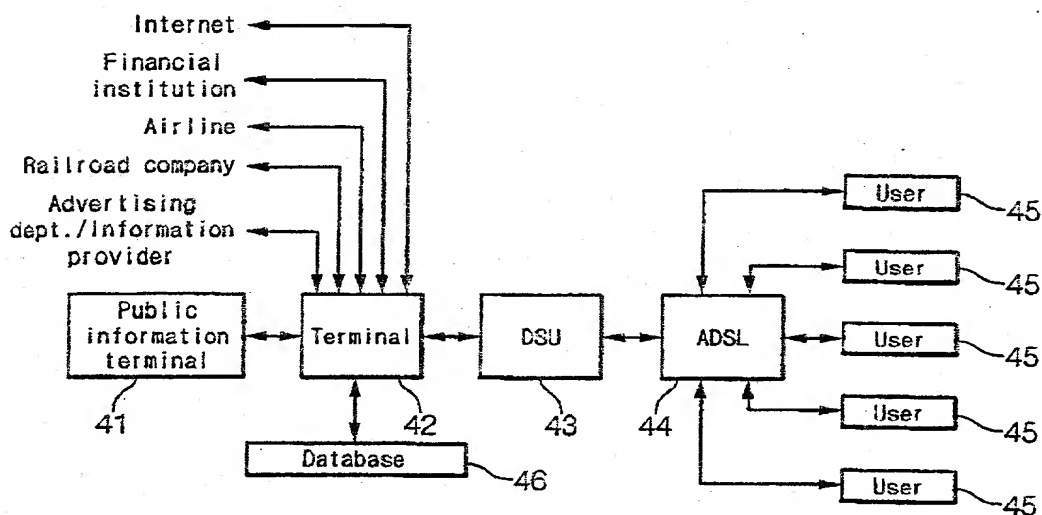 Internet
Financial
institution
Airline
Railroad company
Advertising
dept./Information
provider
Public
information
terminal
41
Terminal
42
DSU
43
ADSL
44
User
45
User
45
User
45
User
45
User
45
Database
46